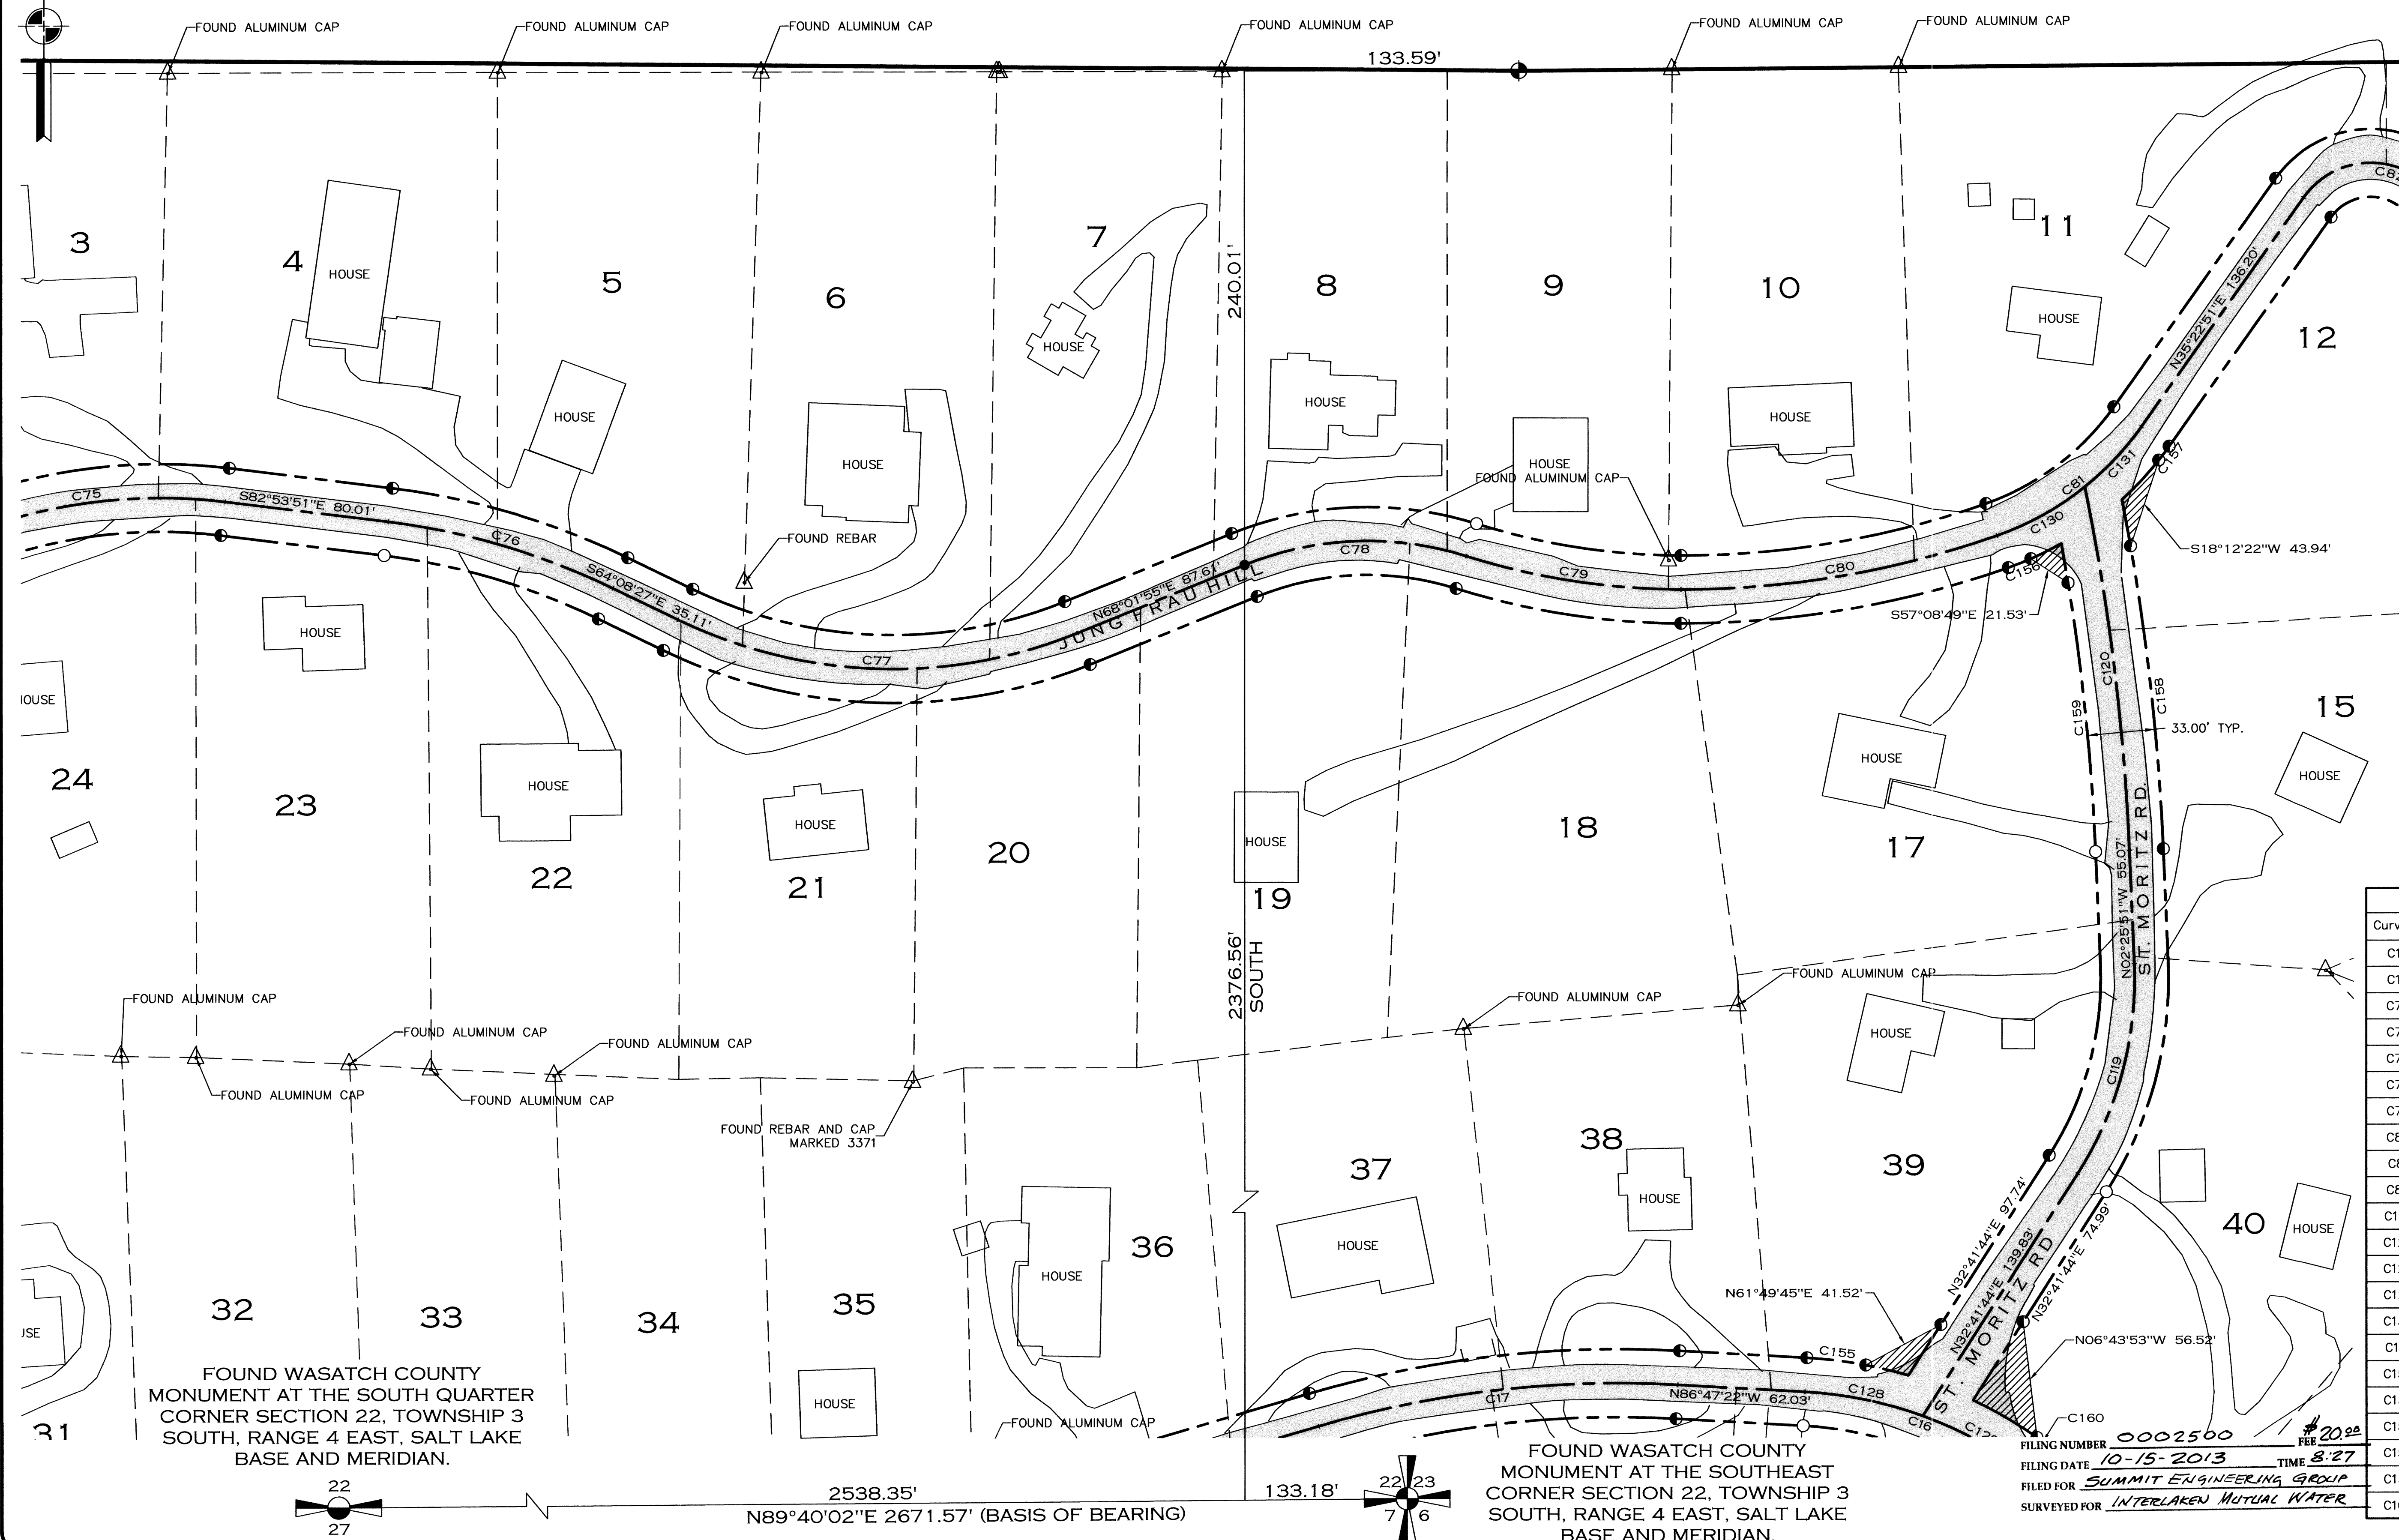 FOUND ALUMINUM CAP
FOUND ALUMINUM CAP
FOUND ALUMINUM CAP
FOUND ALUMINUM CAP
FOUND ALUMINUM CAP
FOUND ALUMINUM CAP
133.59'
3
4
HOUSE
5
HOUSE
6
HOUSE
7
HOUSE
240.01'
8
HOUSE
9
HOUSE
FOUND ALUMINUM CAP
10
HOUSE
11
HOUSE
12
N35°22'51"E 136.20'
C75
S82°53'51"E 80.01'
C76
S64°08'27"E 35.11'
FOUND REBAR
C77
N68°01'55"E 87.61'
JUNGFRAU HILL
C78
C79
C80
C81
C130
C131
C157
C156
S18°12'22"W 43.94'
S57°08'49"E 21.53'
C120
C158
C159
33.00' TYP.
15
HOUSE
HOUSE
24
HOUSE
23
HOUSE
22
HOUSE
21
20
HOUSE
19
18
HOUSE
17
N02°25'51"W 55.07'
ST. MORITZ RD.
2376.56'
SOUTH
Curv
FOUND ALUMINUM CAP
FOUND ALUMINUM CAP
FOUND ALUMINUM CAP
FOUND ALUMINUM CAP
FOUND ALUMINUM CAP
FOUND ALUMINUM CAP
FOUND ALUMINUM CAP
FOUND REBAR AND CAP
MARKED 3371
HOUSE
C119
32
33
34
35
HOUSE
36
HOUSE
37
HOUSE
38
HOUSE
39
40
HOUSE
31
N32°41'44"E 97.74'
N32°41'44"E 139.83'
N32°41'44"E 74.99'
ST. MORITZ RD
N61°49'45"E 41.52'
N06°43'53"W 56.52'
C155
C128
C17
N86°47'22"W 62.03'
C16
C160
FOUND ALUMINUM CAP
FOUND WASATCH COUNTY
MONUMENT AT THE SOUTH QUARTER
CORNER SECTION 22, TOWNSHIP 3
SOUTH, RANGE 4 EAST, SALT LAKE
BASE AND MERIDIAN.
22
27
2538.35'
133.18'
N89°40'02"E 2671.57' (BASIS OF BEARING)
22 23
7 6
FOUND WASATCH COUNTY
MONUMENT AT THE SOUTHEAST
CORNER SECTION 22, TOWNSHIP 3
SOUTH, RANGE 4 EAST, SALT LAKE
BASE AND MERIDIAN.
FILING NUMBER 0002500 FEE $20.00
FILING DATE 10-15-2013 TIME 8:27
FILED FOR SUMMIT ENGINEERING GROUP
SURVEYED FOR INTERLAKEN MUTUAL WATER